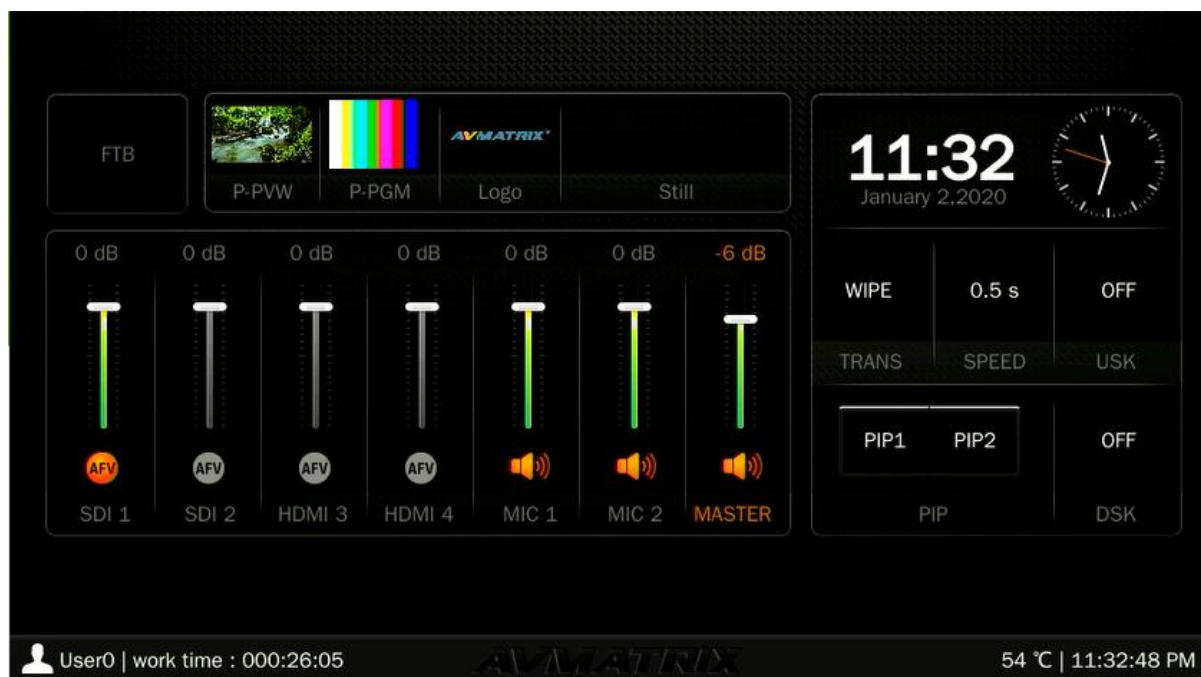 FTB
AVMATRIX
P-PVW P-PGM Logo Still
0 dB 0 dB 0 dB 0 dB 0 dB 0 dB -6 dB
AFV AFV AFV AFV
SDI 1 SDI 2 HDMI 3 HDMI 4 MIC 1 MIC 2 MASTER
11:32
January 2,2020
WIPE 0.5 s OFF
TRANS SPEED USK
PIP1 PIP2 OFF
PIP DSK
User0 | work time : 000:26:05 AVMATRIX 54 ℃ | 11:32:48 PM